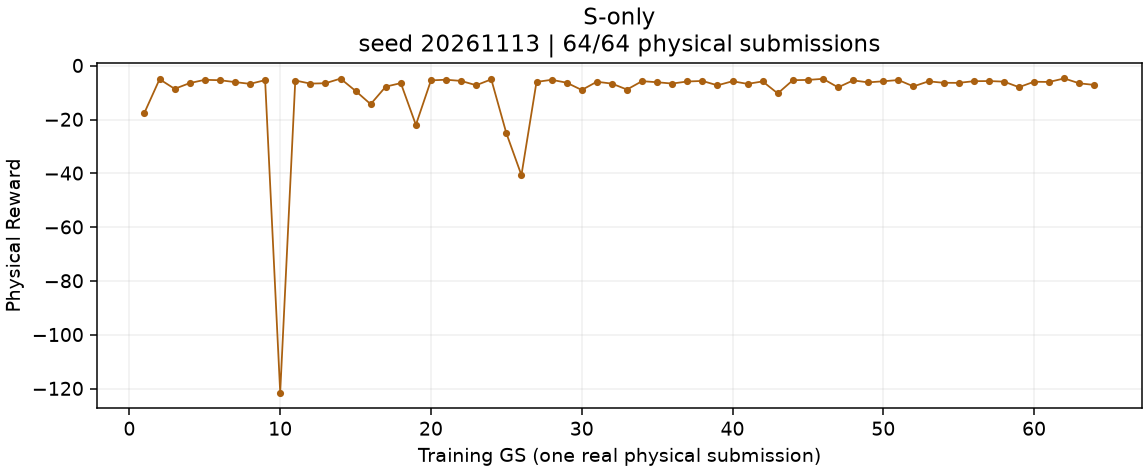 S-only
seed 20261113 | 64/64 physical submissions
Physical Reward
0
−20
−40
−60
−80
−100
−120
0 10 20 30 40 50 60
Training GS (one real physical submission)